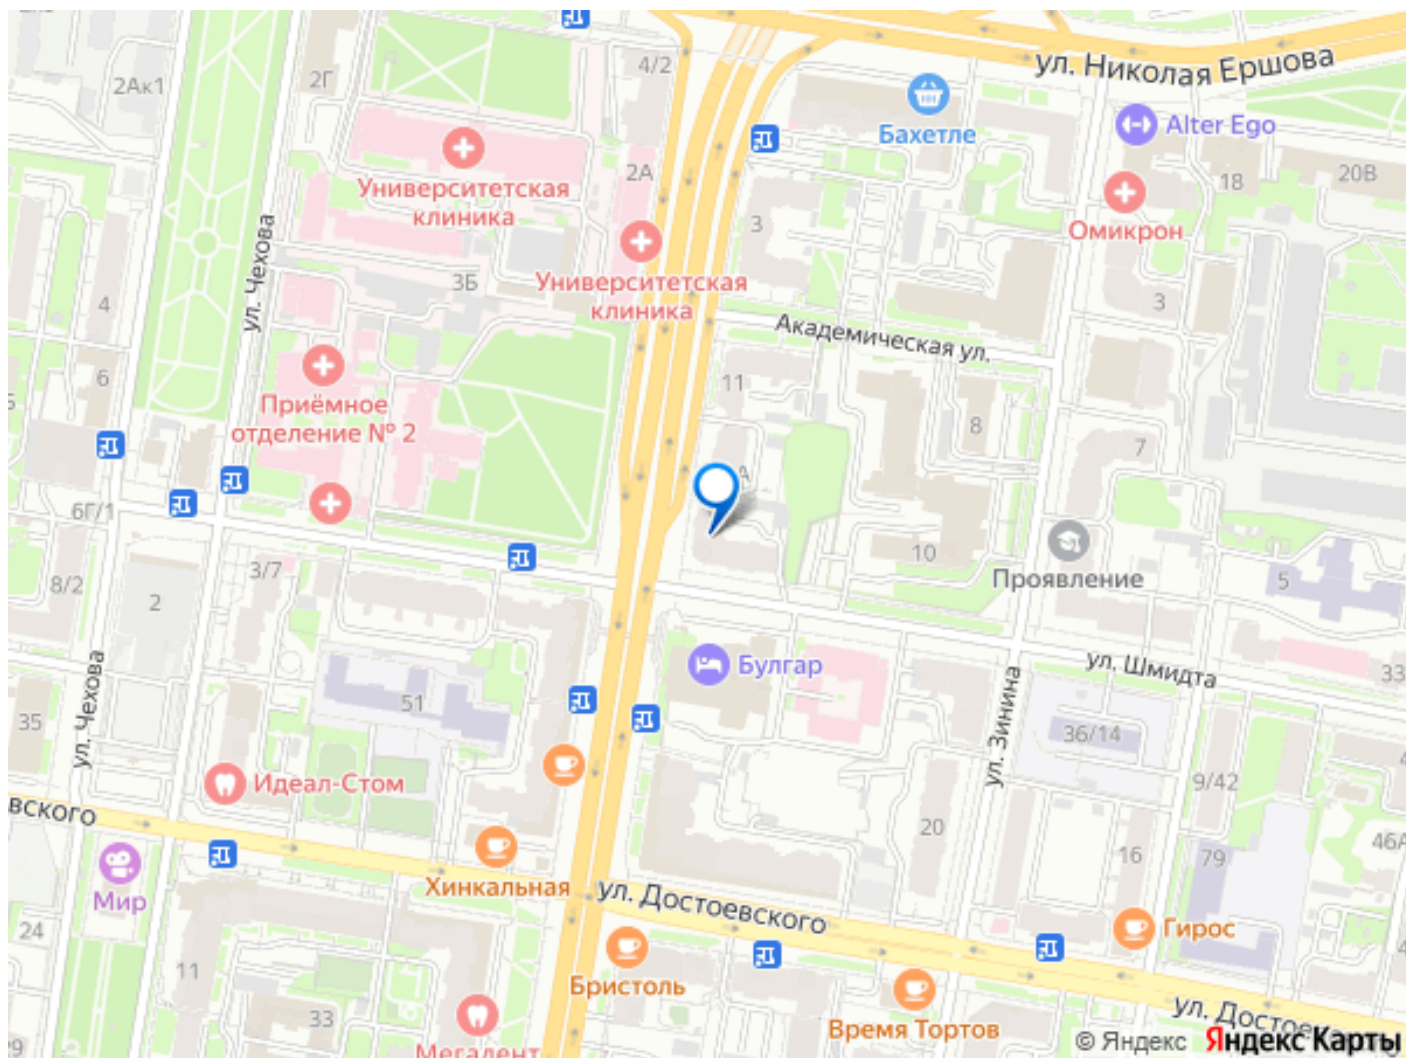 ул. Николая Ершова
4/2
2Г
2Ак1
Бахетле
Alter Ego
Университетская
клиника
2А
18
20В
Омикрон
3
ул. Чехова
3Б
Университетская
клиника
4
3
Академическая ул.
6
11
Приёмное
отделение № 2
8
7
6Г/1
10
Проявление
5
3/7
8/2
2
ул. Чехова
51
Булгар
ул. Шмидта
33
35
ул. Зинина
36/14
9/42
Идеал-Стом
вского
20
46А
16
79
Мир
Хинкальная
ул. Достоевского
24
Гирос
11
Бристоль
33
Время Тортов
Мегадент
29
ул. Достоевс
© Яндекс Яндекс Карты